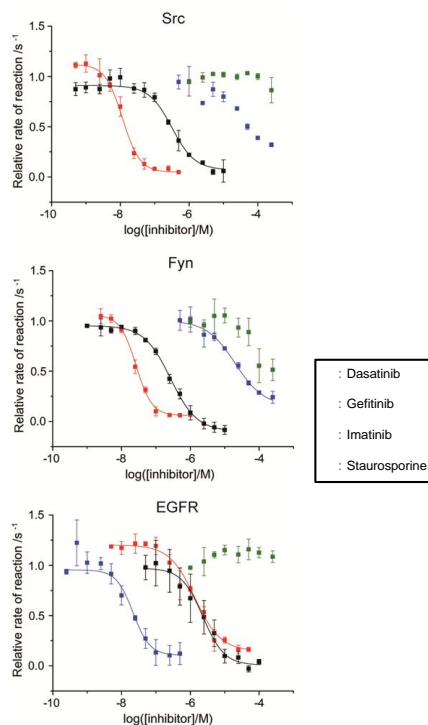 Src
Relative rate of reaction /s⁻¹
1.5
1.0
0.5
0.0
-10
-8
-6
-4
log([inhibitor]/M)
Fyn
Relative rate of reaction /s⁻¹
1.5
1.0
0.5
0.0
-10
-8
-6
-4
log([inhibitor]/M)
: Dasatinib
: Gefitinib
: Imatinib
: Staurosporine
EGFR
Relative rate of reaction /s⁻¹
1.5
1.0
0.5
0.0
-10
-8
-6
-4
log([inhibitor]/M)